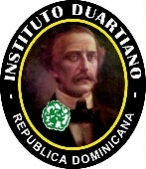 - INSTITUTO DUARTIANO -
REPUBLICA DOMINICANA